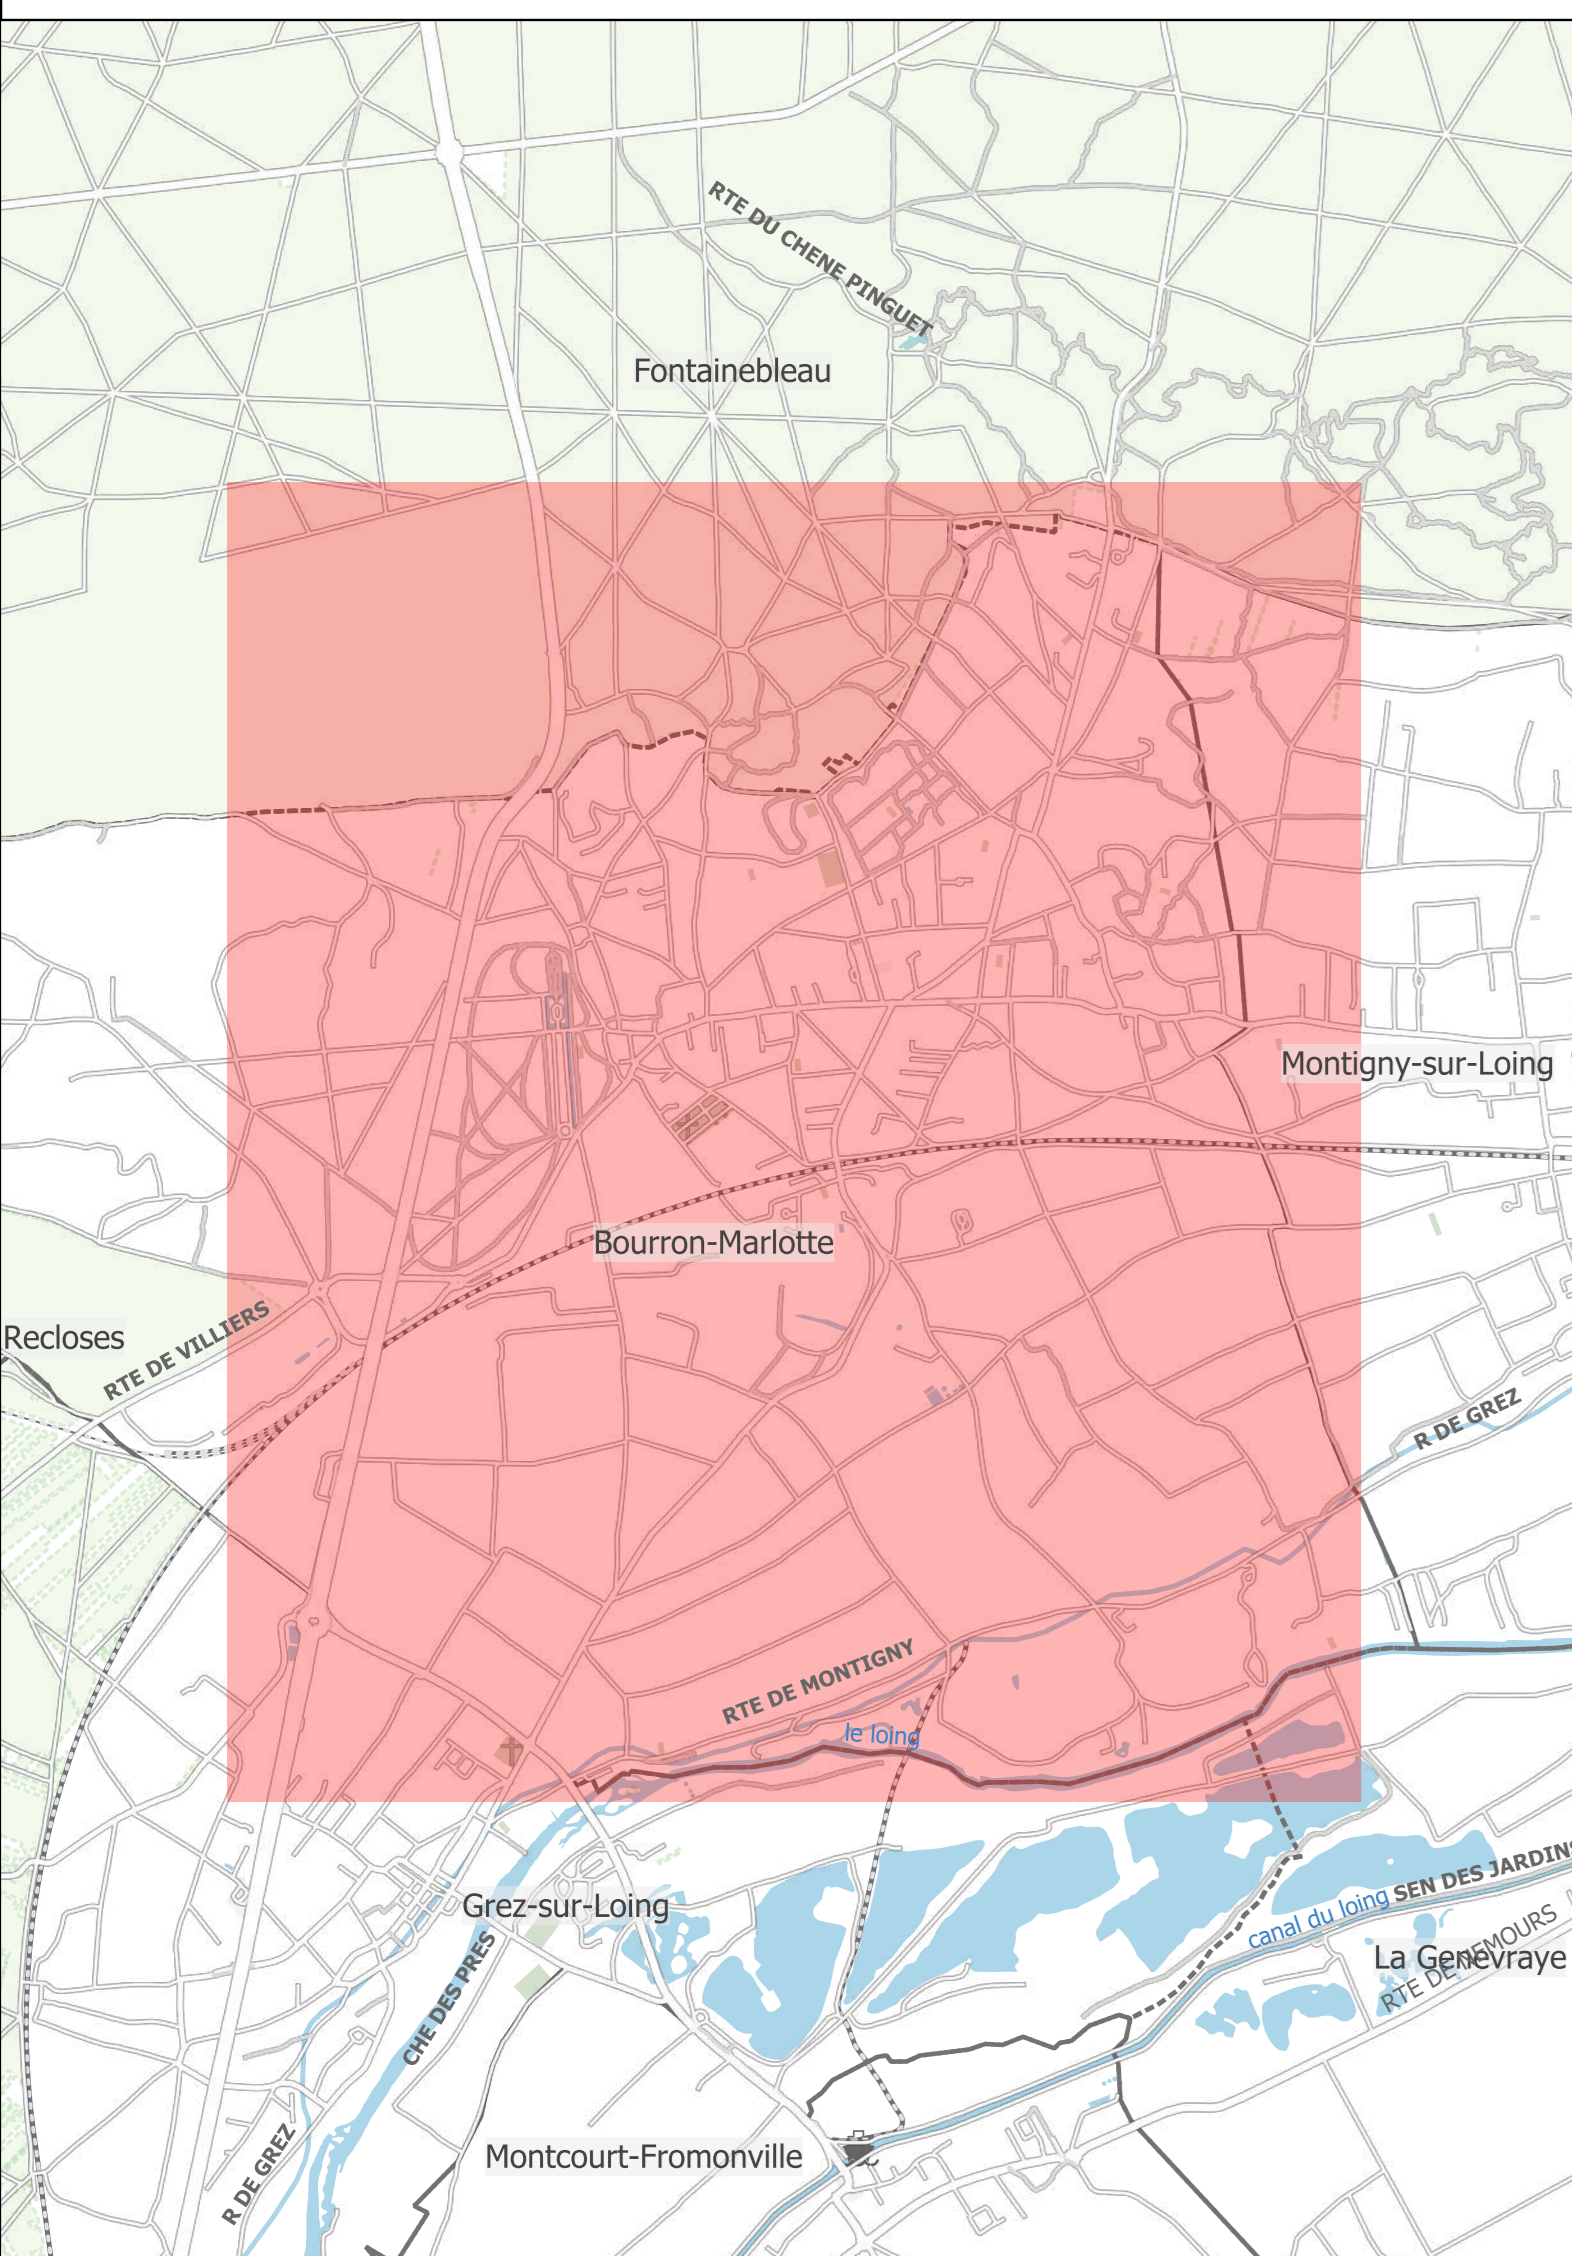 RTE DU CHENE PINGUET
Fontainebleau
Montigny-sur-Loing
Bourron-Marlotte
Recloses
RTE DE VILLIERS
R DE GREZ
RTE DE MONTIGNY
le loing
Grez-sur-Loing
SEN DES JARDINS
canal du loing
CHE DES PRES
La Genevraye
RTE DE NEMOURS
Montcourt-Fromonville
R DE GREZ